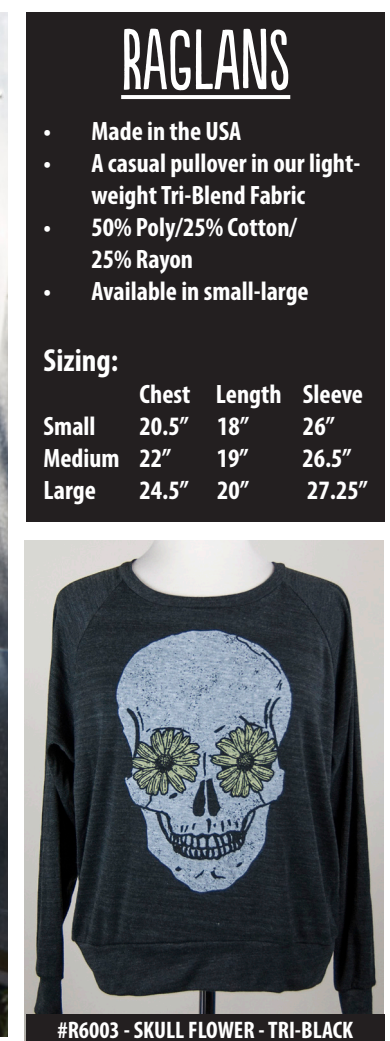 RAGLANS
• Made in the USA
• A casual pullover in our light-
weight Tri-Blend Fabric
• 50% Poly/25% Cotton/
25% Rayon
• Available in small-large
Sizing:
Chest Length Sleeve
Small 20.5” 18” 26”
Medium 22” 19” 26.5”
Large 24.5” 20” 27.25”
#R6003 - SKULL FLOWER - TRI-BLACK